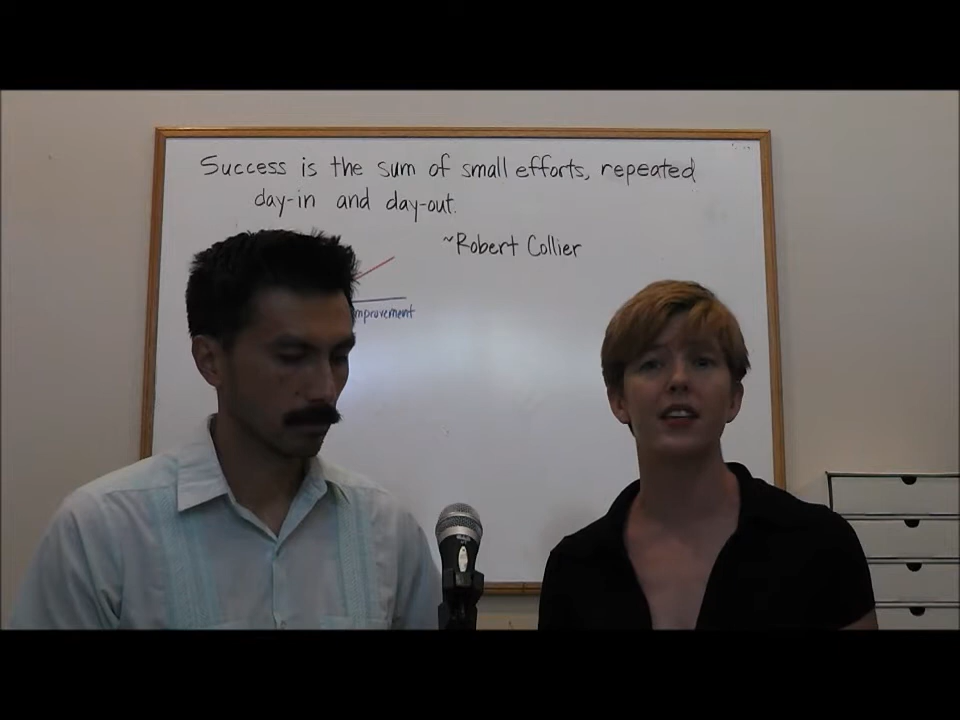 Success is the sum of small efforts, repeated
day-in and day-out.
~Robert Collier
mprovement